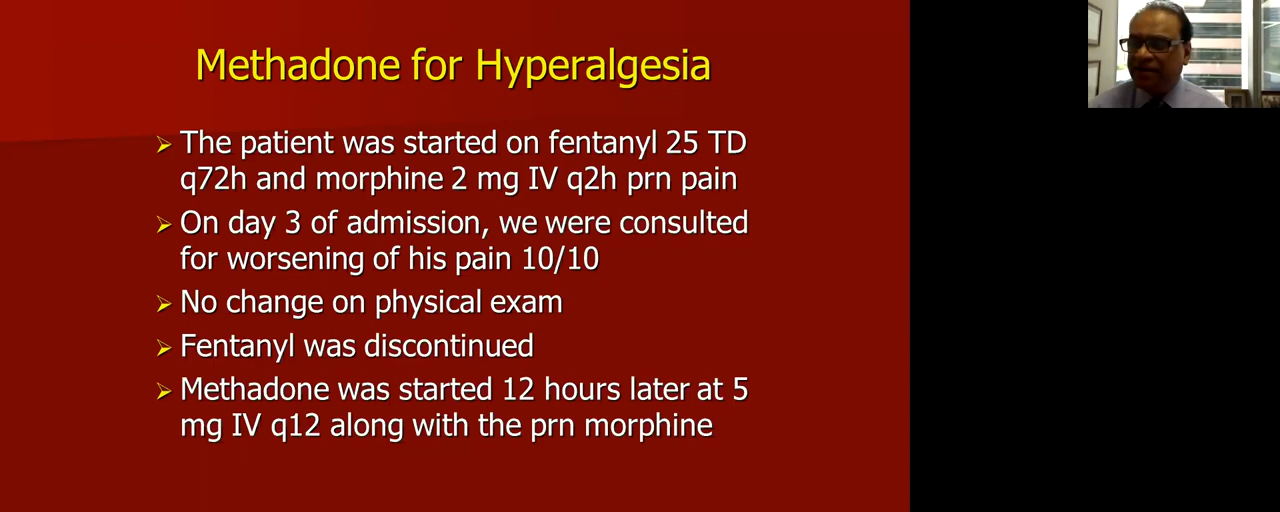 Methadone for Hyperalgesia
The patient was started on fentanyl 25 TD
q72h and morphine 2 mg IV q2h prn pain
On day 3 of admission, we were consulted
for worsening of his pain 10/10
No change on physical exam
Fentanyl was discontinued
Methadone was started 12 hours later at 5
mg IV q12 along with the prn morphine